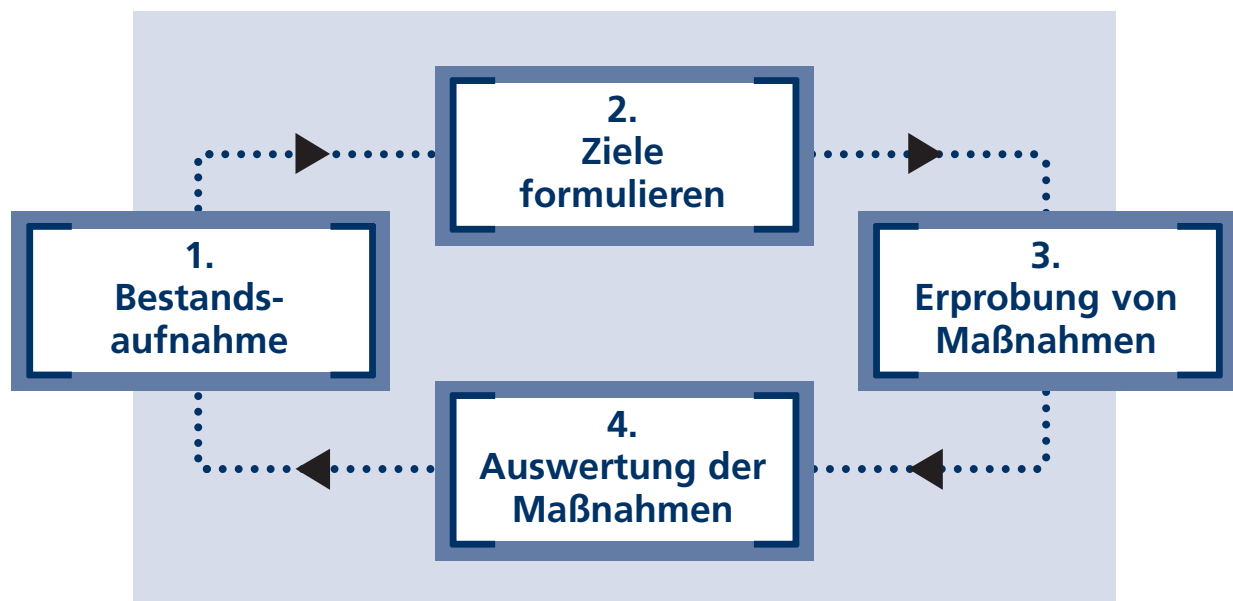 1.
Bestands-
aufnahme
2.
Ziele
formulieren
3.
Erprobung von
Maßnahmen
4.
Auswertung der
Maßnahmen